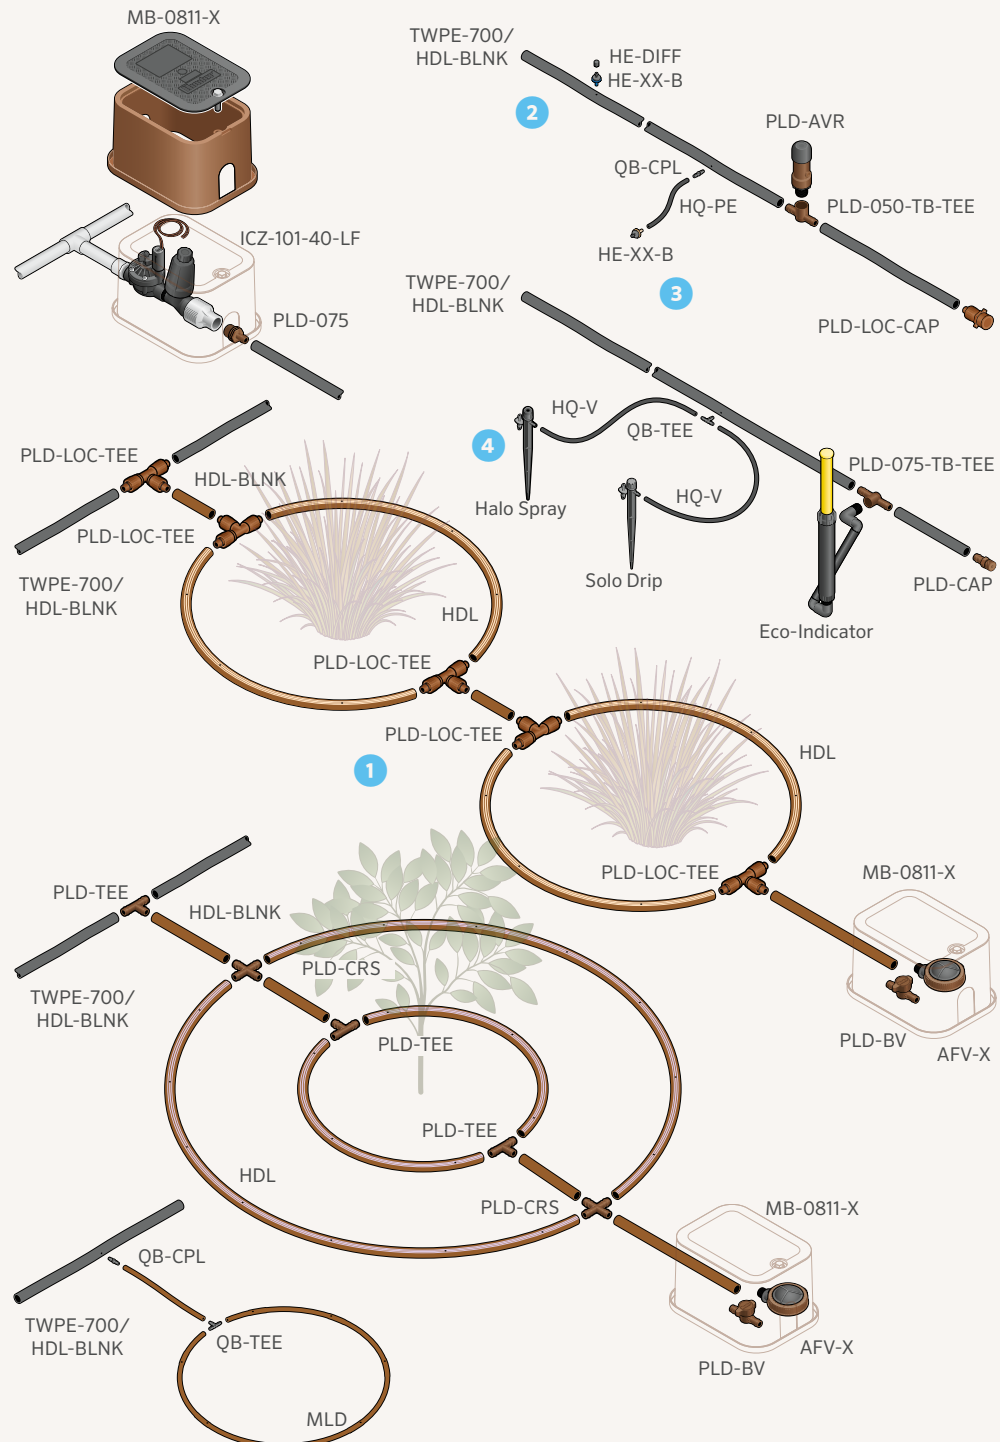 MB-0811-X
TWPE-700/
HDL-BLNK
HE-DIFF
HE-XX-B
2
PLD-AVR
QB-CPL
HQ-PE
PLD-050-TB-TEE
HE-XX-B
ICZ-101-40-LF
PLD-075
TWPE-700/
HDL-BLNK
3
PLD-LOC-CAP
HQ-V
QB-TEE
4
PLD-LOC-TEE
HDL-BLNK
PLD-075-TB-TEE
HQ-V
Halo Spray
PLD-LOC-TEE
Solo Drip
TWPE-700/
HDL-BLNK
PLD-CAP
HDL
Eco-Indicator
PLD-LOC-TEE
PLD-LOC-TEE
HDL
1
PLD-LOC-TEE
MB-0811-X
PLD-TEE
HDL-BLNK
PLD-CRS
TWPE-700/
HDL-BLNK
PLD-TEE
PLD-BV
AFV-X
PLD-TEE
HDL
PLD-CRS
MB-0811-X
QB-CPL
TWPE-700/
HDL-BLNK
QB-TEE
AFV-X
PLD-BV
MLD